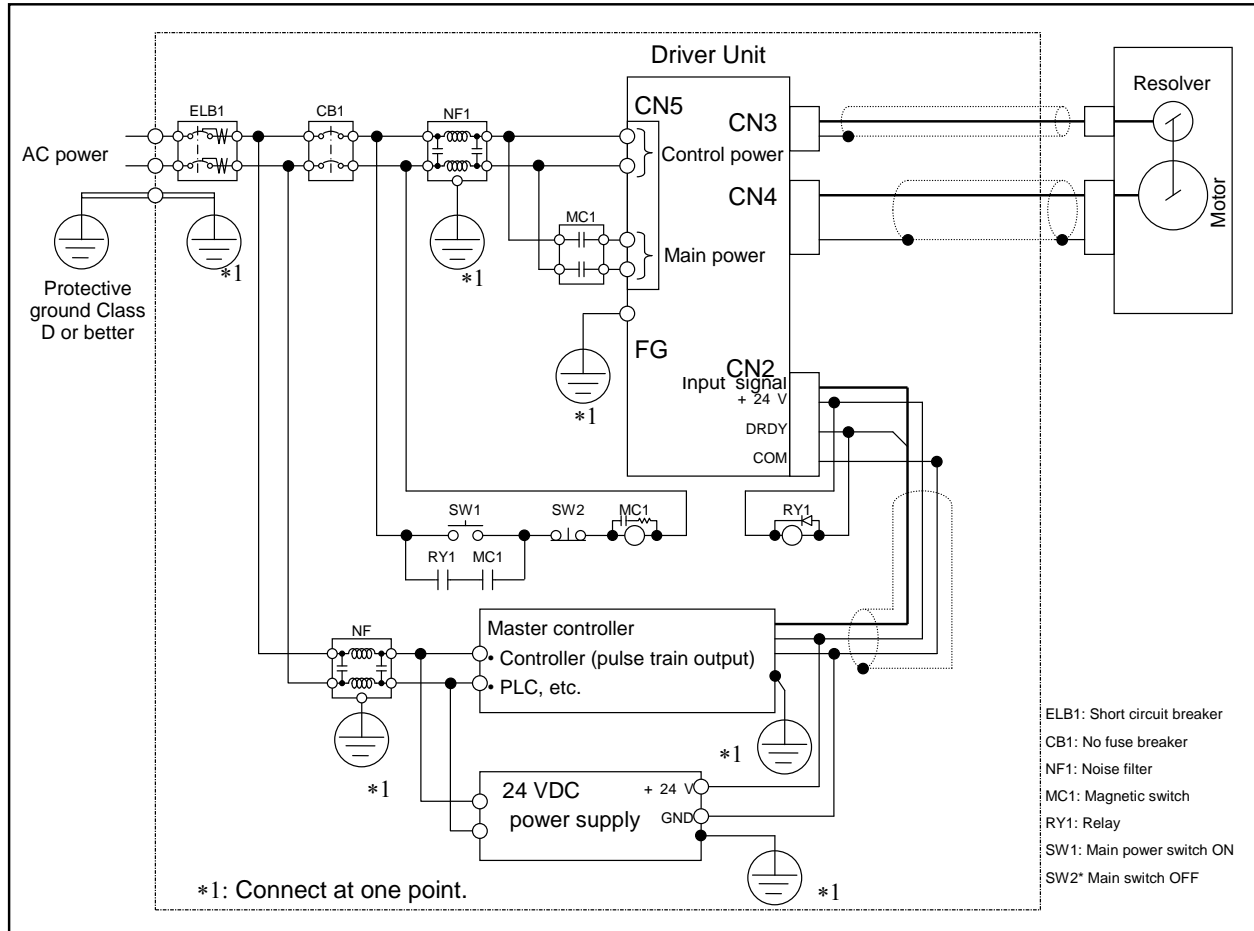 Driver Unit
ELB1
CB1
NF1
CN5
CN3
Resolver
AC power
Control power
CN4
Motor
MC1
*1
*1
Main power
Protective
ground Class
D or better
FG
*1
CN2
Input signal
+ 24 V
DRDY
COM
SW1
SW2
MC1
RY1
RY1
MC1
NF
Master controller
• Controller (pulse train output)
• PLC, etc.
*1
*1
24 VDC
power supply
+ 24 V
GND
*1
ELB1: Short circuit breaker
CB1: No fuse breaker
NF1: Noise filter
MC1: Magnetic switch
RY1: Relay
SW1: Main power switch ON
SW2* Main switch OFF
*1: Connect at one point.